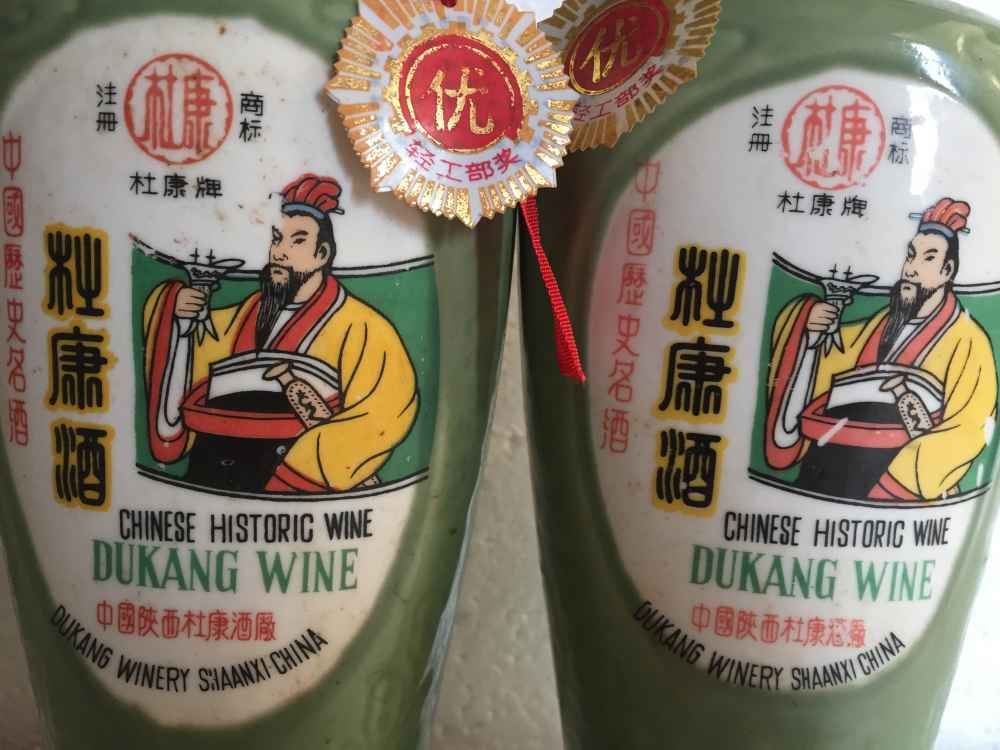 注册
杜康
商标
杜康牌
中國歷史名酒
杜康酒
CHINESE HISTORIC WINE
DUKANG WINE
中國陕西杜康酒厰
DUKANG WINERY SHAANXI·CHINA
优
轻工部奖
优
轻工部奖
注册
杜康
商标
杜康牌
中國歷史名酒
杜康酒
CHINESE HISTORIC WINE
DUKANG WINE
中國陕西杜康酒厰
DUKANG WINERY SHAANXI·CHINA